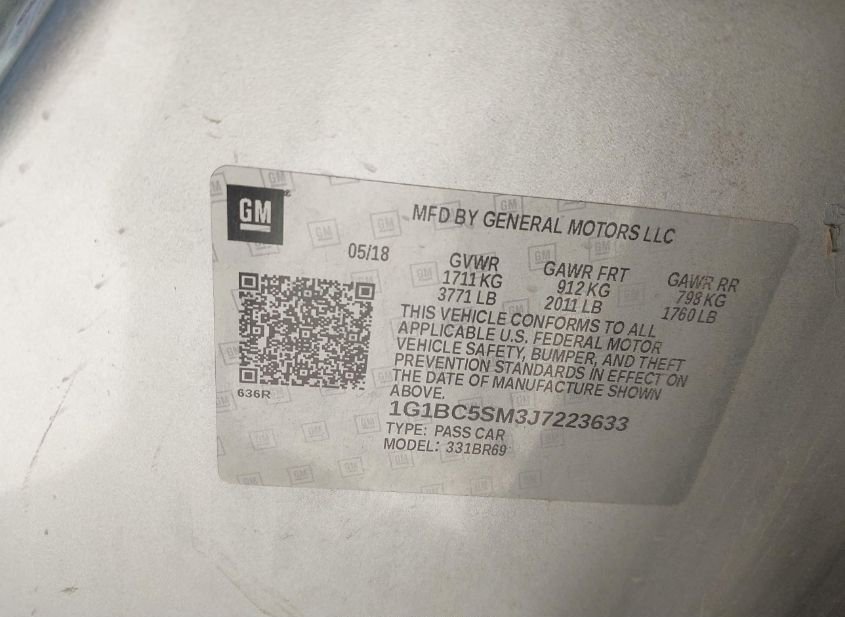 GM
MFD BY GENERAL MOTORS LLC
05/18
GVWR GAWR FRT GAWR RR
1711 KG 912 KG 798 KG
3771 LB 2011 LB 1760 LB
THIS VEHICLE CONFORMS TO ALL
APPLICABLE U.S. FEDERAL MOTOR
VEHICLE SAFETY, BUMPER, AND THEFT
PREVENTION STANDARDS IN EFFECT ON
THE DATE OF MANUFACTURE SHOWN
ABOVE.
636R
1G1BC5SM3J7223633
TYPE: PASS CAR
MODEL: 331BR69